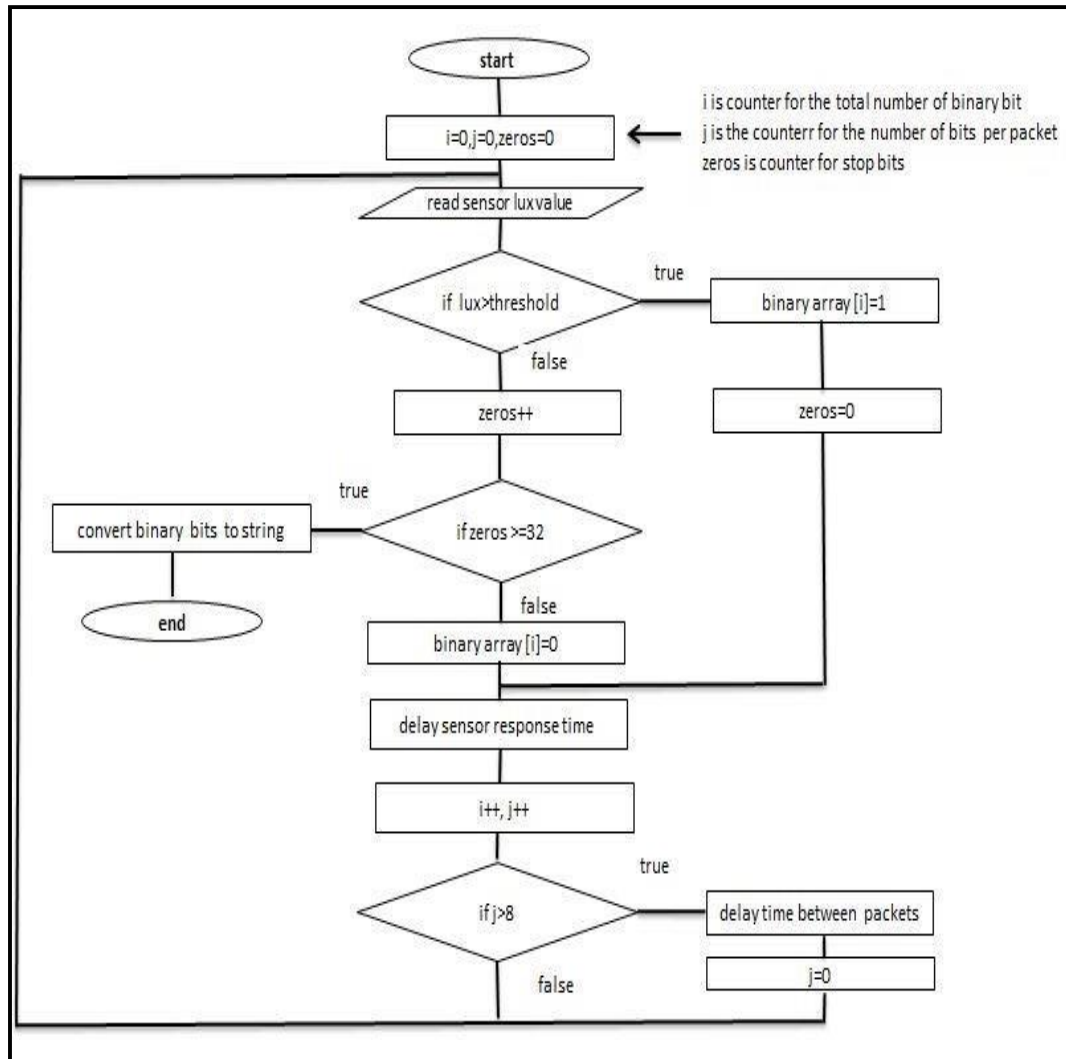 start
i=0,j=0,zeros=0
i is counter for the total number of binary bit
j is the counterr for the number of bits per packet
zeros is counter for stop bits
read sensor lux value
if lux>threshold
true
binary array [i]=1
false
zeros++
zeros=0
true
convert binary bits to string
if zeros >=32
end
false
binary array [i]=0
delay sensor response time
i++, j++
true
if j>8
delay time between packets
false
j=0